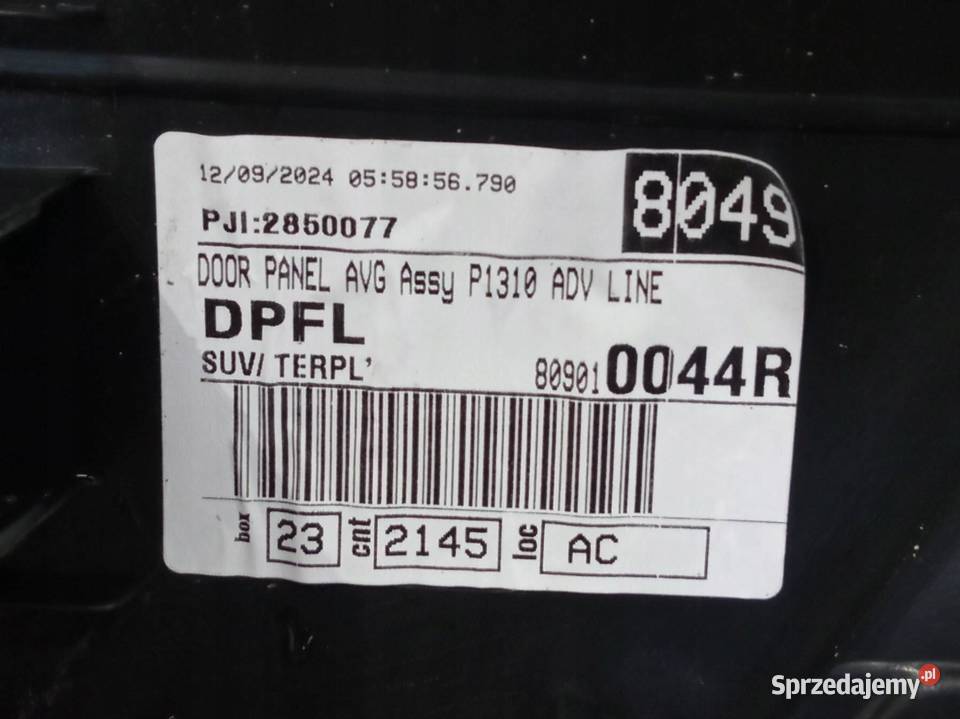 12/09/2024 05:58:56.790
8049
PJI:2850077
DOOR PANEL AVG Assy P1310 ADV LINE
DPFL
SUV/ TERPL'
809010044R
box 23 cnt 2145 loc AC
Sprzedajemy.pl